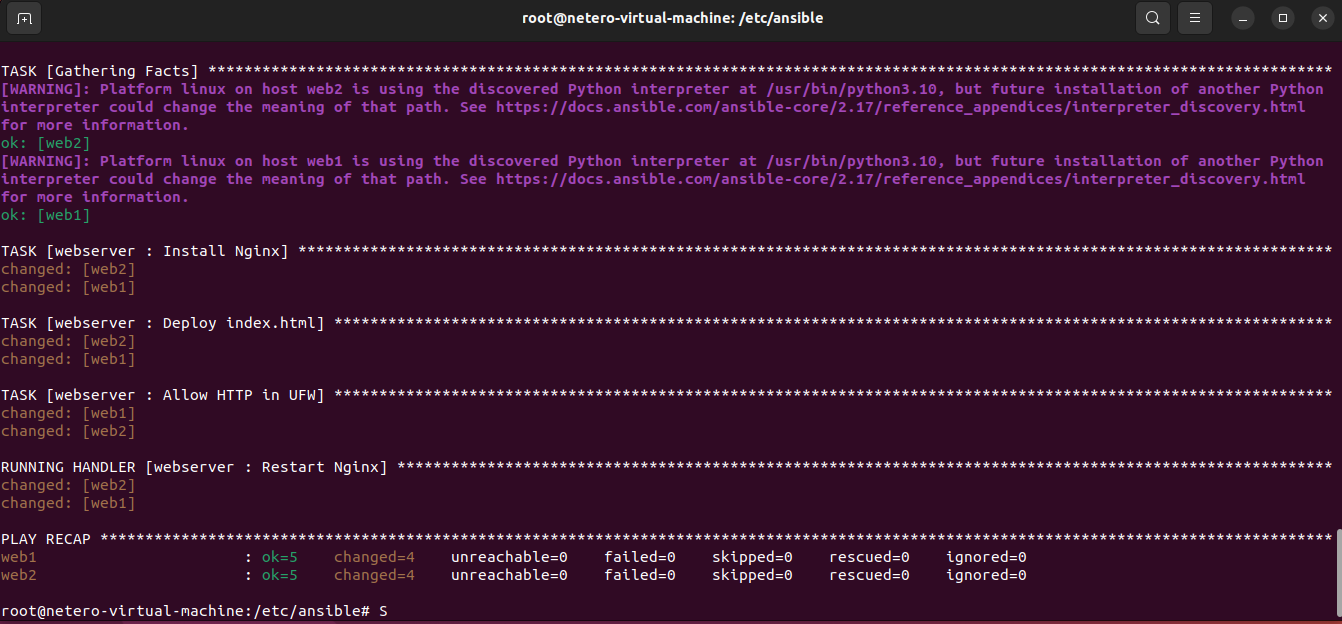 root@netero-virtual-machine: /etc/ansible
TASK [Gathering Facts] *****************************************************************************************************************************
[WARNING]: Platform linux on host web2 is using the discovered Python interpreter at /usr/bin/python3.10, but future installation of another Python
interpreter could change the meaning of that path. See https://docs.ansible.com/ansible-core/2.17/reference_appendices/interpreter_discovery.html
for more information.
ok: [web2]
[WARNING]: Platform linux on host web1 is using the discovered Python interpreter at /usr/bin/python3.10, but future installation of another Python
interpreter could change the meaning of that path. See https://docs.ansible.com/ansible-core/2.17/reference_appendices/interpreter_discovery.html
for more information.
ok: [web1]
TASK [webserver : Install Nginx] *******************************************************************************************************************
changed: [web2]
changed: [web1]
TASK [webserver : Deploy index.html] ***************************************************************************************************************
changed: [web2]
changed: [web1]
TASK [webserver : Allow HTTP in UFW] ***************************************************************************************************************
changed: [web1]
changed: [web2]
RUNNING HANDLER [webserver : Restart Nginx] ********************************************************************************************************
changed: [web2]
changed: [web1]
PLAY RECAP *****************************************************************************************************************************************
web1                       : ok=5    changed=4    unreachable=0    failed=0    skipped=0    rescued=0    ignored=0
web2                       : ok=5    changed=4    unreachable=0    failed=0    skipped=0    rescued=0    ignored=0
root@netero-virtual-machine:/etc/ansible# S